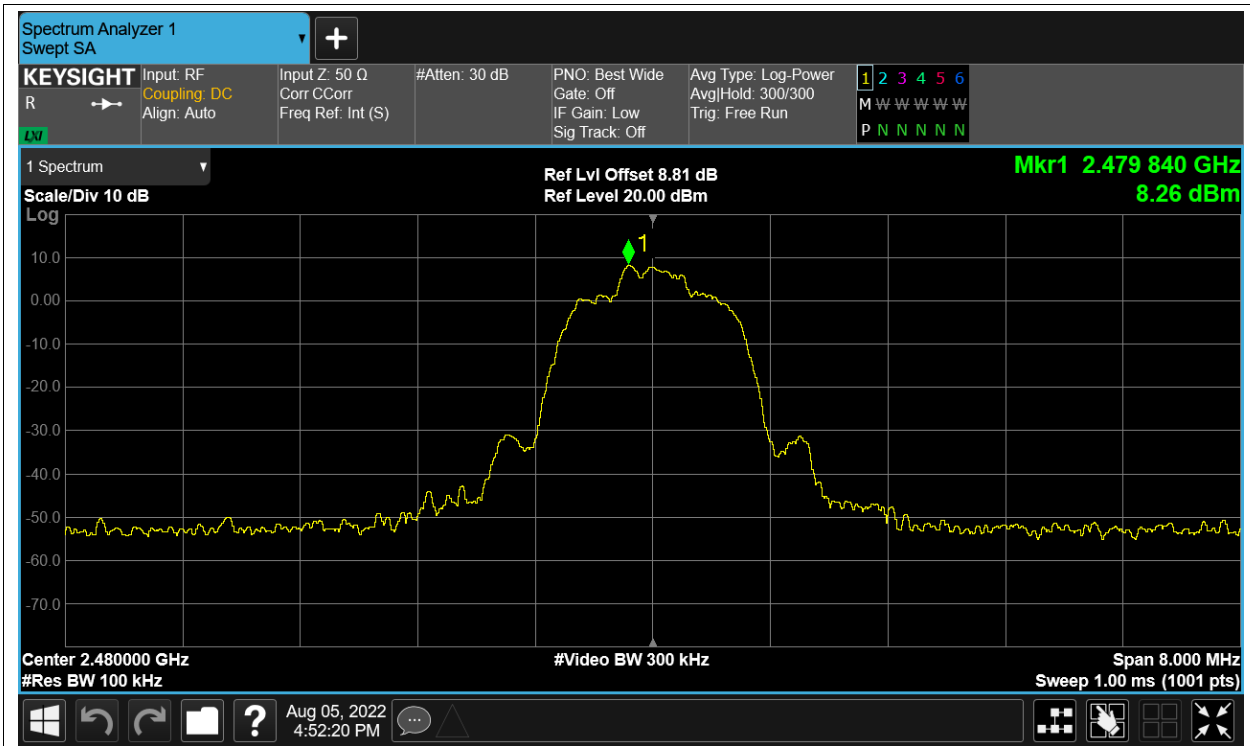 Spectrum Analyzer 1
Swept SA
KEYSIGHT
R
LXI
Input: RF
Coupling: DC
Align: Auto
Input Z: 50 Ω
Corr CCorr
Freq Ref: Int (S)
#Atten: 30 dB
PNO: Best Wide
Gate: Off
IF Gain: Low
Sig Track: Off
Avg Type: Log-Power
Avg|Hold: 300/300
Trig: Free Run
1 2 3 4 5 6
M W W W W W
P N N N N N
1 Spectrum
Scale/Div 10 dB
Log
Ref Lvl Offset 8.81 dB
Ref Level 20.00 dBm
Mkr1 2.479 840 GHz
8.26 dBm
1
10.0
0.00
-10.0
-20.0
-30.0
-40.0
-50.0
-60.0
-70.0
Center 2.480000 GHz
#Res BW 100 kHz
#Video BW 300 kHz
Span 8.000 MHz
Sweep 1.00 ms (1001 pts)
?
Aug 05, 2022
4:52:20 PM